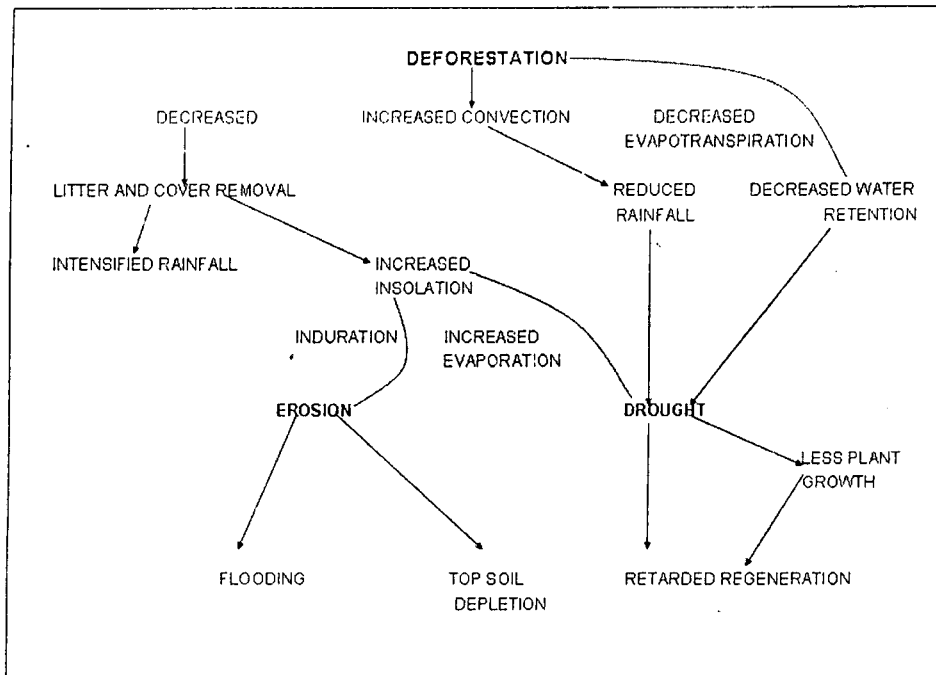 DEFORESTATION
DECREASED
INCREASED CONVECTION
DECREASED
EVAPOTRANSPIRATION
LITTER AND COVER REMOVAL
REDUCED
RAINFALL
DECREASED WATER
RETENTION
INTENSIFIED RAINFALL
INCREASED
INSOLATION
INDURATION
INCREASED
EVAPORATION
EROSION
DROUGHT
LESS PLANT
GROWTH
FLOODING
TOP SOIL
DEPLETION
RETARDED REGENERATION